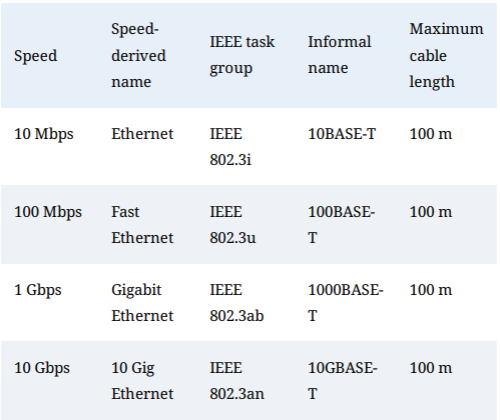 Speed
Speed-
derived
name
IEEE task
group
Informal
name
Maximum
cable
length
10 Mbps
Ethernet
IEEE
802.3i
10BASE-T
100 m
100 Mbps
Fast
Ethernet
IEEE
802.3u
100BASE-
T
100 m
1 Gbps
Gigabit
Ethernet
IEEE
802.3ab
1000BASE-
T
100 m
10 Gbps
10 Gig
Ethernet
IEEE
802.3an
10GBASE-
T
100 m